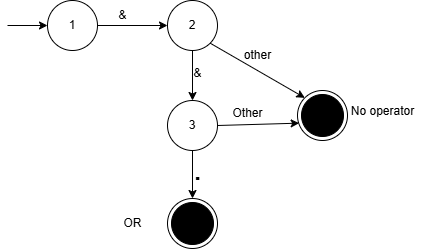 1
&
2
other
&
No operator
3
Other
.
OR